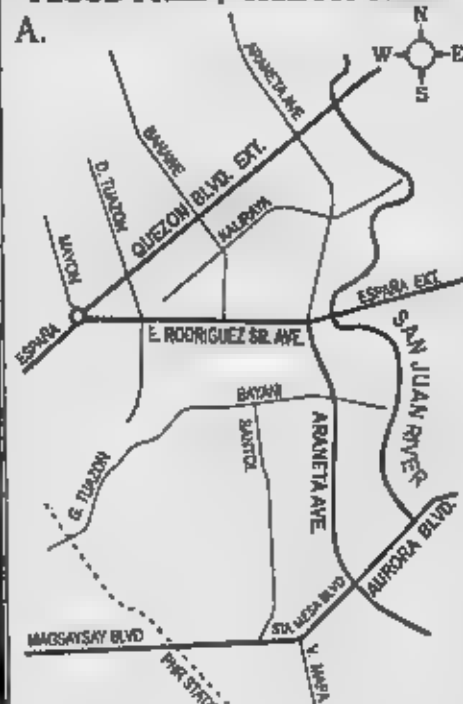 A.
N
W E
S
ARANETA AVE
BANAWE
D. TUAZON
QUEZON BLVD. EXT.
KALIRAYA
MAYON
ESPAÑA
ESPAÑA EXT.
E. RODRIGUEZ SR. AVE.
SAN JUAN RIVER
BAYANI
SANTOL
ARANETA AVE.
G. TUAZON
AURORA BLVD.
STA. MESA BLVD
MAGSAYSAY BLVD
V. MAPA